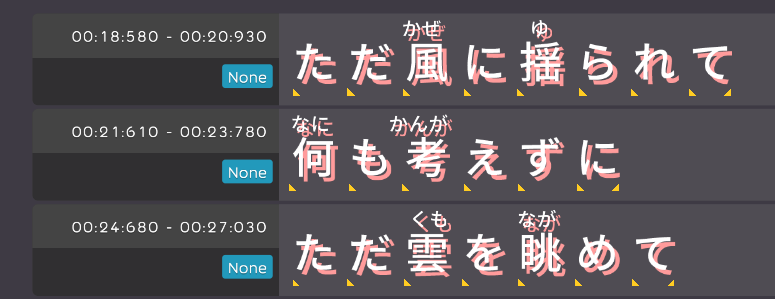 00:18:580 - 00:20:930
None
かぜ ゆ
ただ風に揺られて
00:21:610 - 00:23:780
None
なに かんが
何も考えずに
00:24:680 - 00:27:030
None
くも なが
ただ雲を眺めて